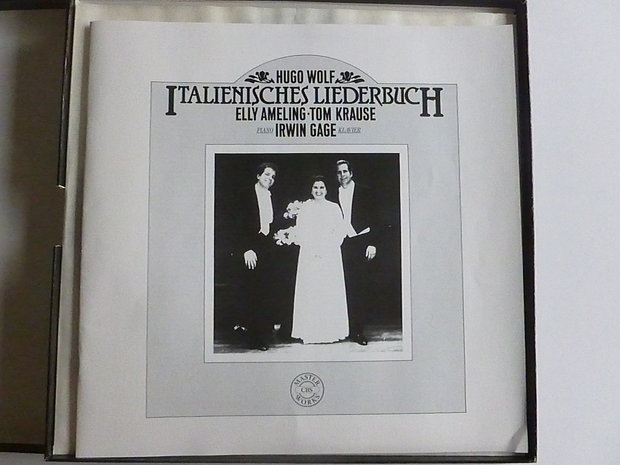 HUGO WOLF
ITALIENISCHES LIEDERBUCH
ELLY AMELING·TOM KRAUSE
PIANO IRWIN GAGE KLAVIER
MASTER
CBS
WORKS